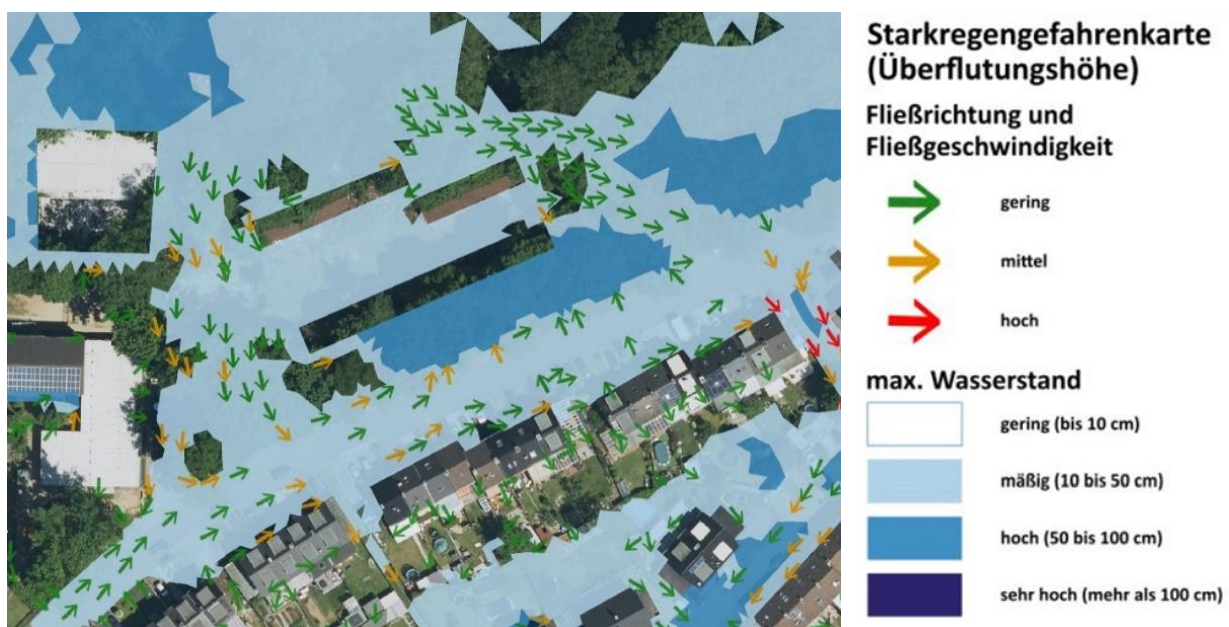 Starkregengefahrenkarte
(Überflutungshöhe)
Fließrichtung und
Fließgeschwindigkeit
gering
mittel
hoch
max. Wasserstand
gering (bis 10 cm)
mäßig (10 bis 50 cm)
hoch (50 bis 100 cm)
sehr hoch (mehr als 100 cm)